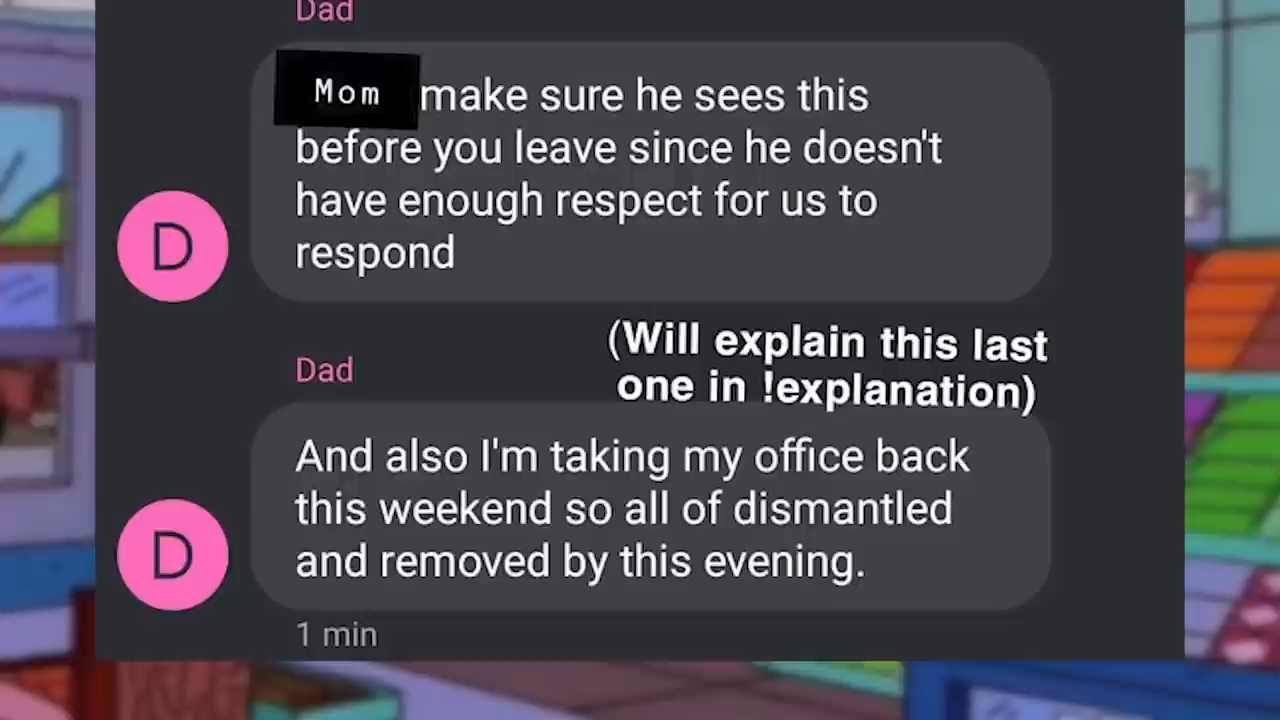 Dad
Mom make sure he sees this
before you leave since he doesn't
have enough respect for us to
D
respond
(Will explain this last
one in !explanation)
Dad
And also I'm taking my office back
this weekend so all of dismantled
D
and removed by this evening.
1 min